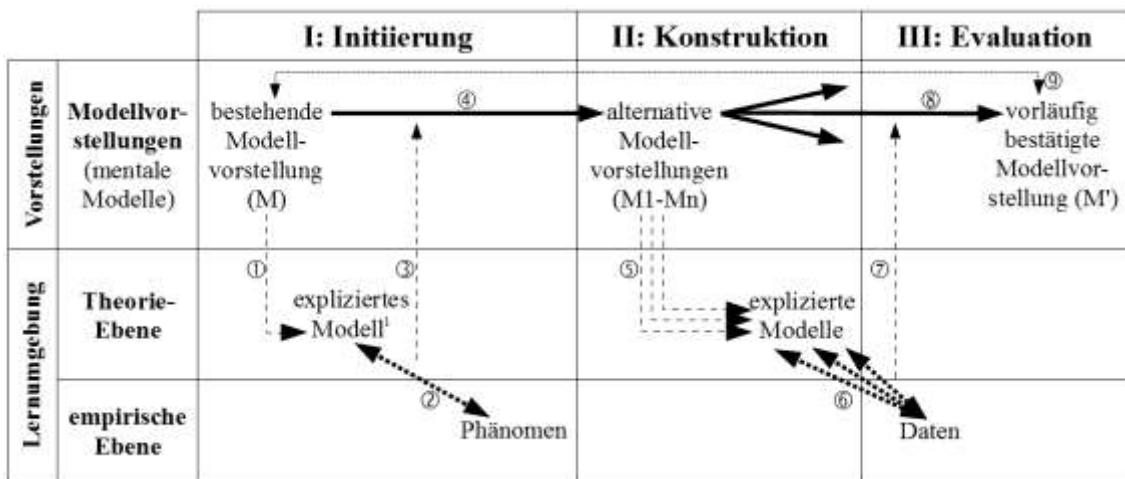 I: Initiierung
II: Konstruktion
III: Evaluation
Vorstellungen
Modellvor-
stellungen
(mentale
Modelle)
bestehende
Modell-
vorstellung
(M)
④
alternative
Modell-
vorstellungen
(M1-Mn)
⑧
⑨
vorläufig
bestätigte
Modellvor-
stellung (M')
Lernumgebung
Theorie-
Ebene
①
③
expliziertes
Modell¹
⑤
explizierte
Modelle
⑦
empirische
Ebene
②
Phänomen
⑥
Daten